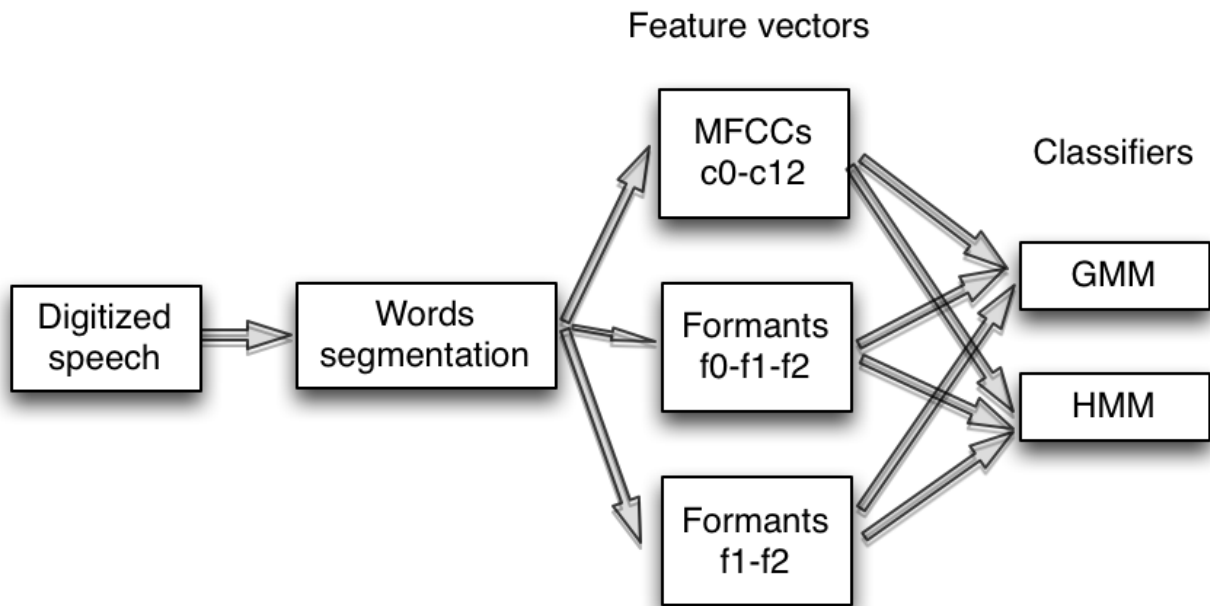 Feature vectors
MFCCs
c0-c12
Classifiers
GMM
Digitized
speech
Words
segmentation
Formants
f0-f1-f2
HMM
Formants
f1-f2